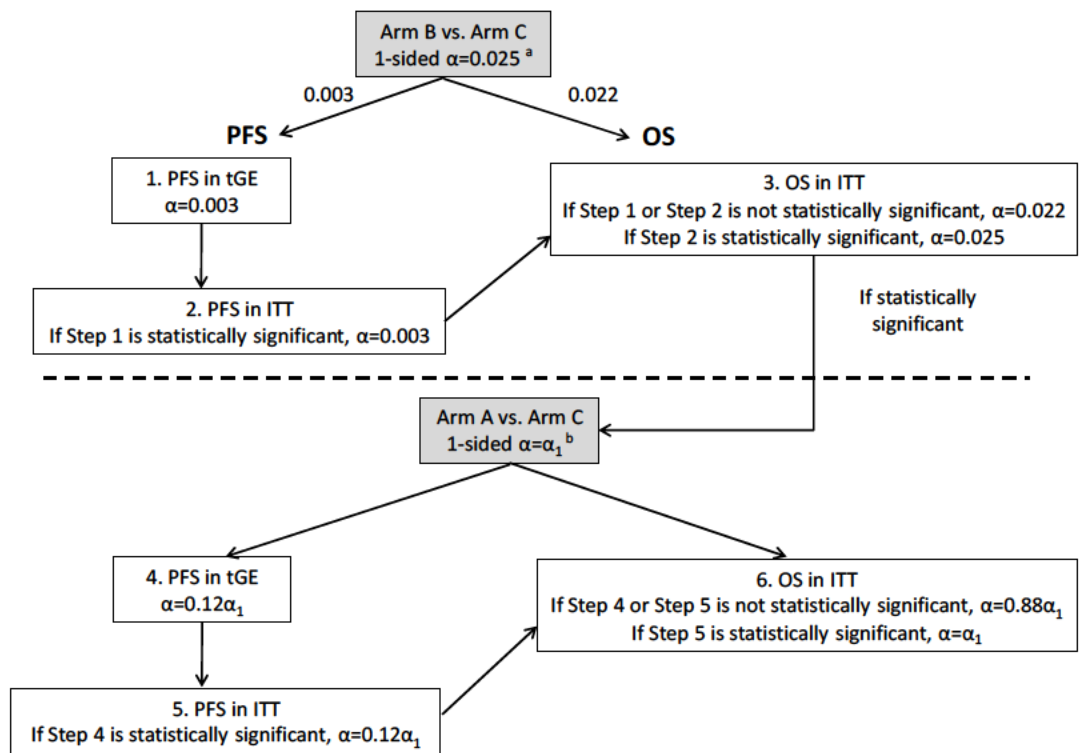 Arm B vs. Arm C
1-sided α=0.025 a
0.003
0.022
PFS
OS
1. PFS in tGE
α=0.003
3. OS in ITT
If Step 1 or Step 2 is not statistically significant, α=0.022
If Step 2 is statistically significant, α=0.025
2. PFS in ITT
If Step 1 is statistically significant, α=0.003
If statistically
significant
Arm A vs. Arm C
1-sided α=α₁ b
4. PFS in tGE
α=0.12α₁
6. OS in ITT
If Step 4 or Step 5 is not statistically significant, α=0.88α₁
If Step 5 is statistically significant, α=α₁
5. PFS in ITT
If Step 4 is statistically significant, α=0.12α₁